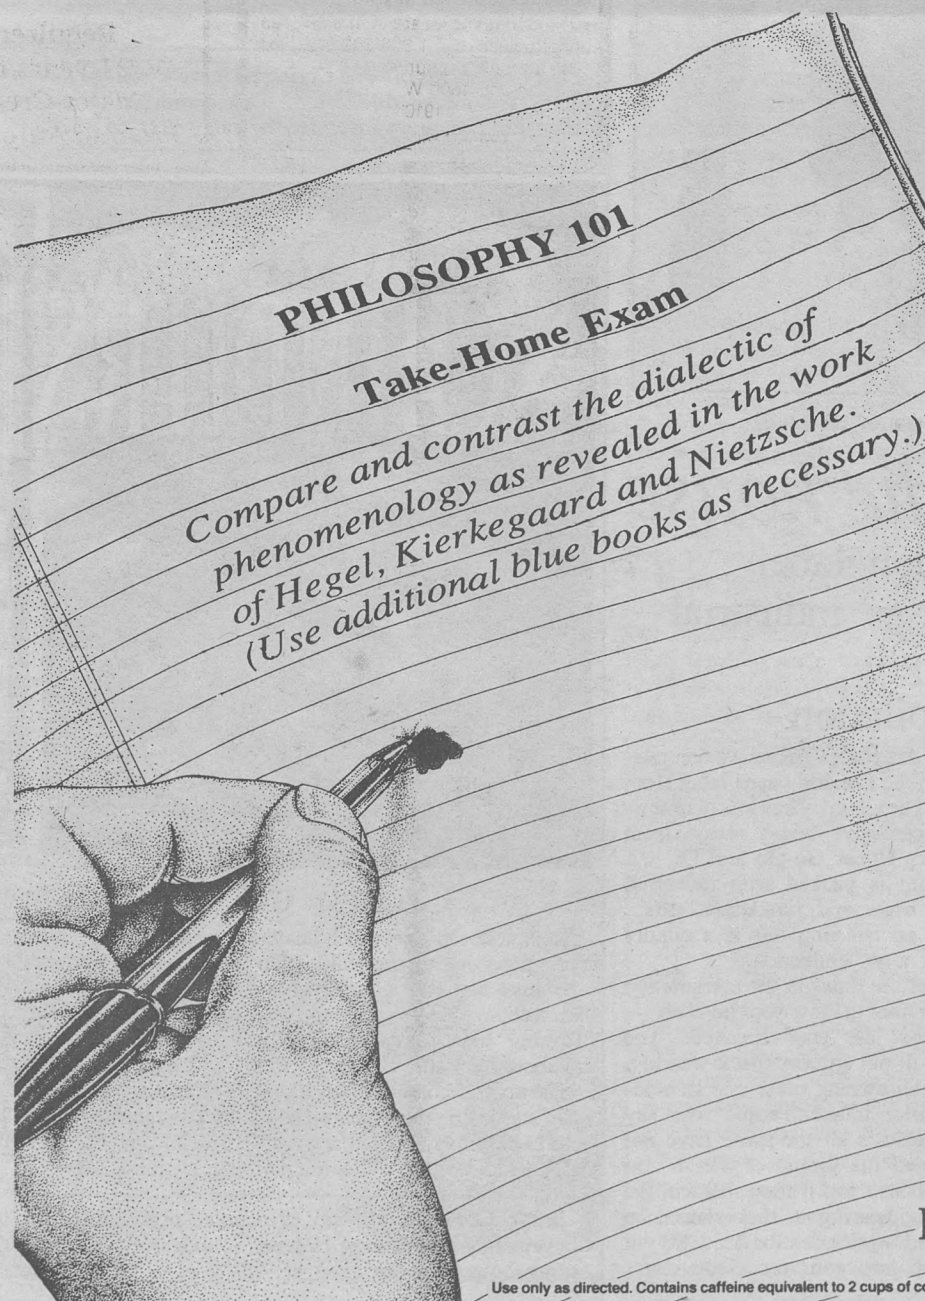 PHILOSOPHY 101
Take-Home Exam
Compare and contrast the dialectic of
phenomenology as revealed in the work
of Hegel, Kierkegaard and Nietzsche.
(Use additional blue books as necessary.)
Use only as directed. Contains caffeine equivalent to 2 cups of